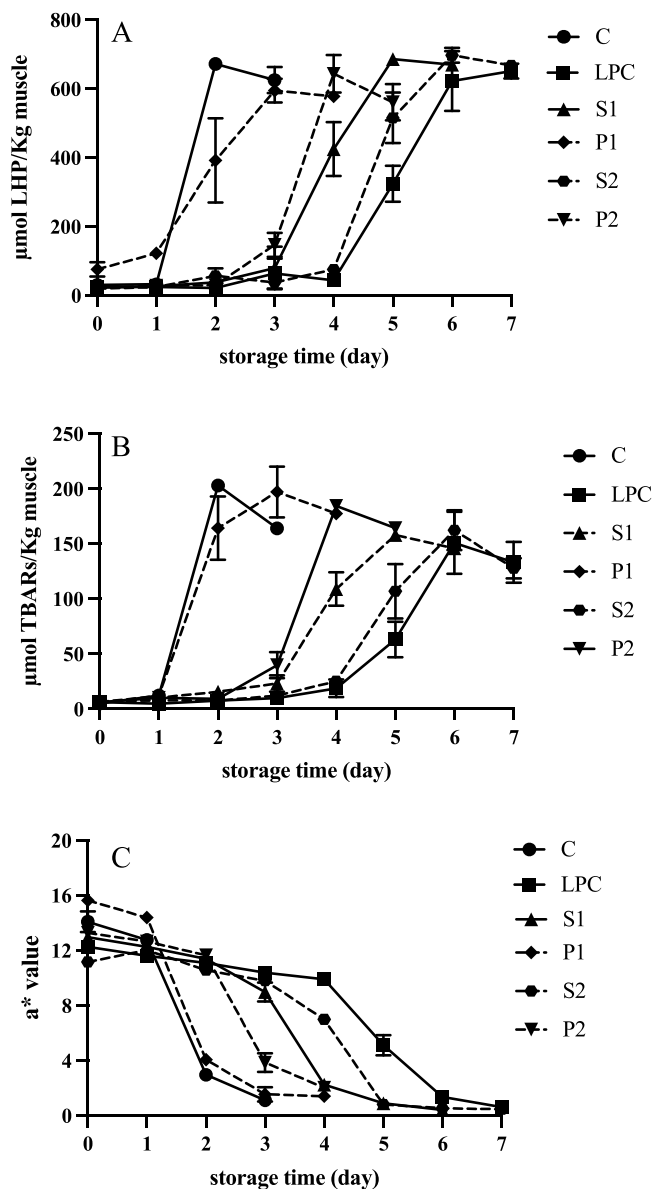 A
µmol LHP/Kg muscle
800
600
400
200
0
0 1 2 3 4 5 6 7
storage time (day)
C
LPC
S1
P1
S2
P2
B
µmol TBARs/Kg muscle
250
200
150
100
50
0
0 1 2 3 4 5 6 7
storage time (day)
C
LPC
S1
P1
S2
P2
C
a* value
20
16
12
8
4
0
0 1 2 3 4 5 6 7
storage time (day)
C
LPC
S1
P1
S2
P2